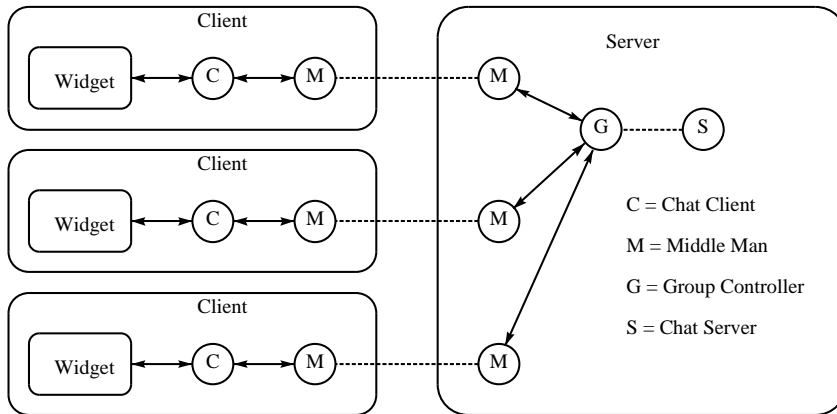 Client
Server
Widget
C
M
M
G
S
Client
Widget
C
M
M
C = Chat Client
M = Middle Man
G = Group Controller
S = Chat Server
Client
Widget
C
M
M